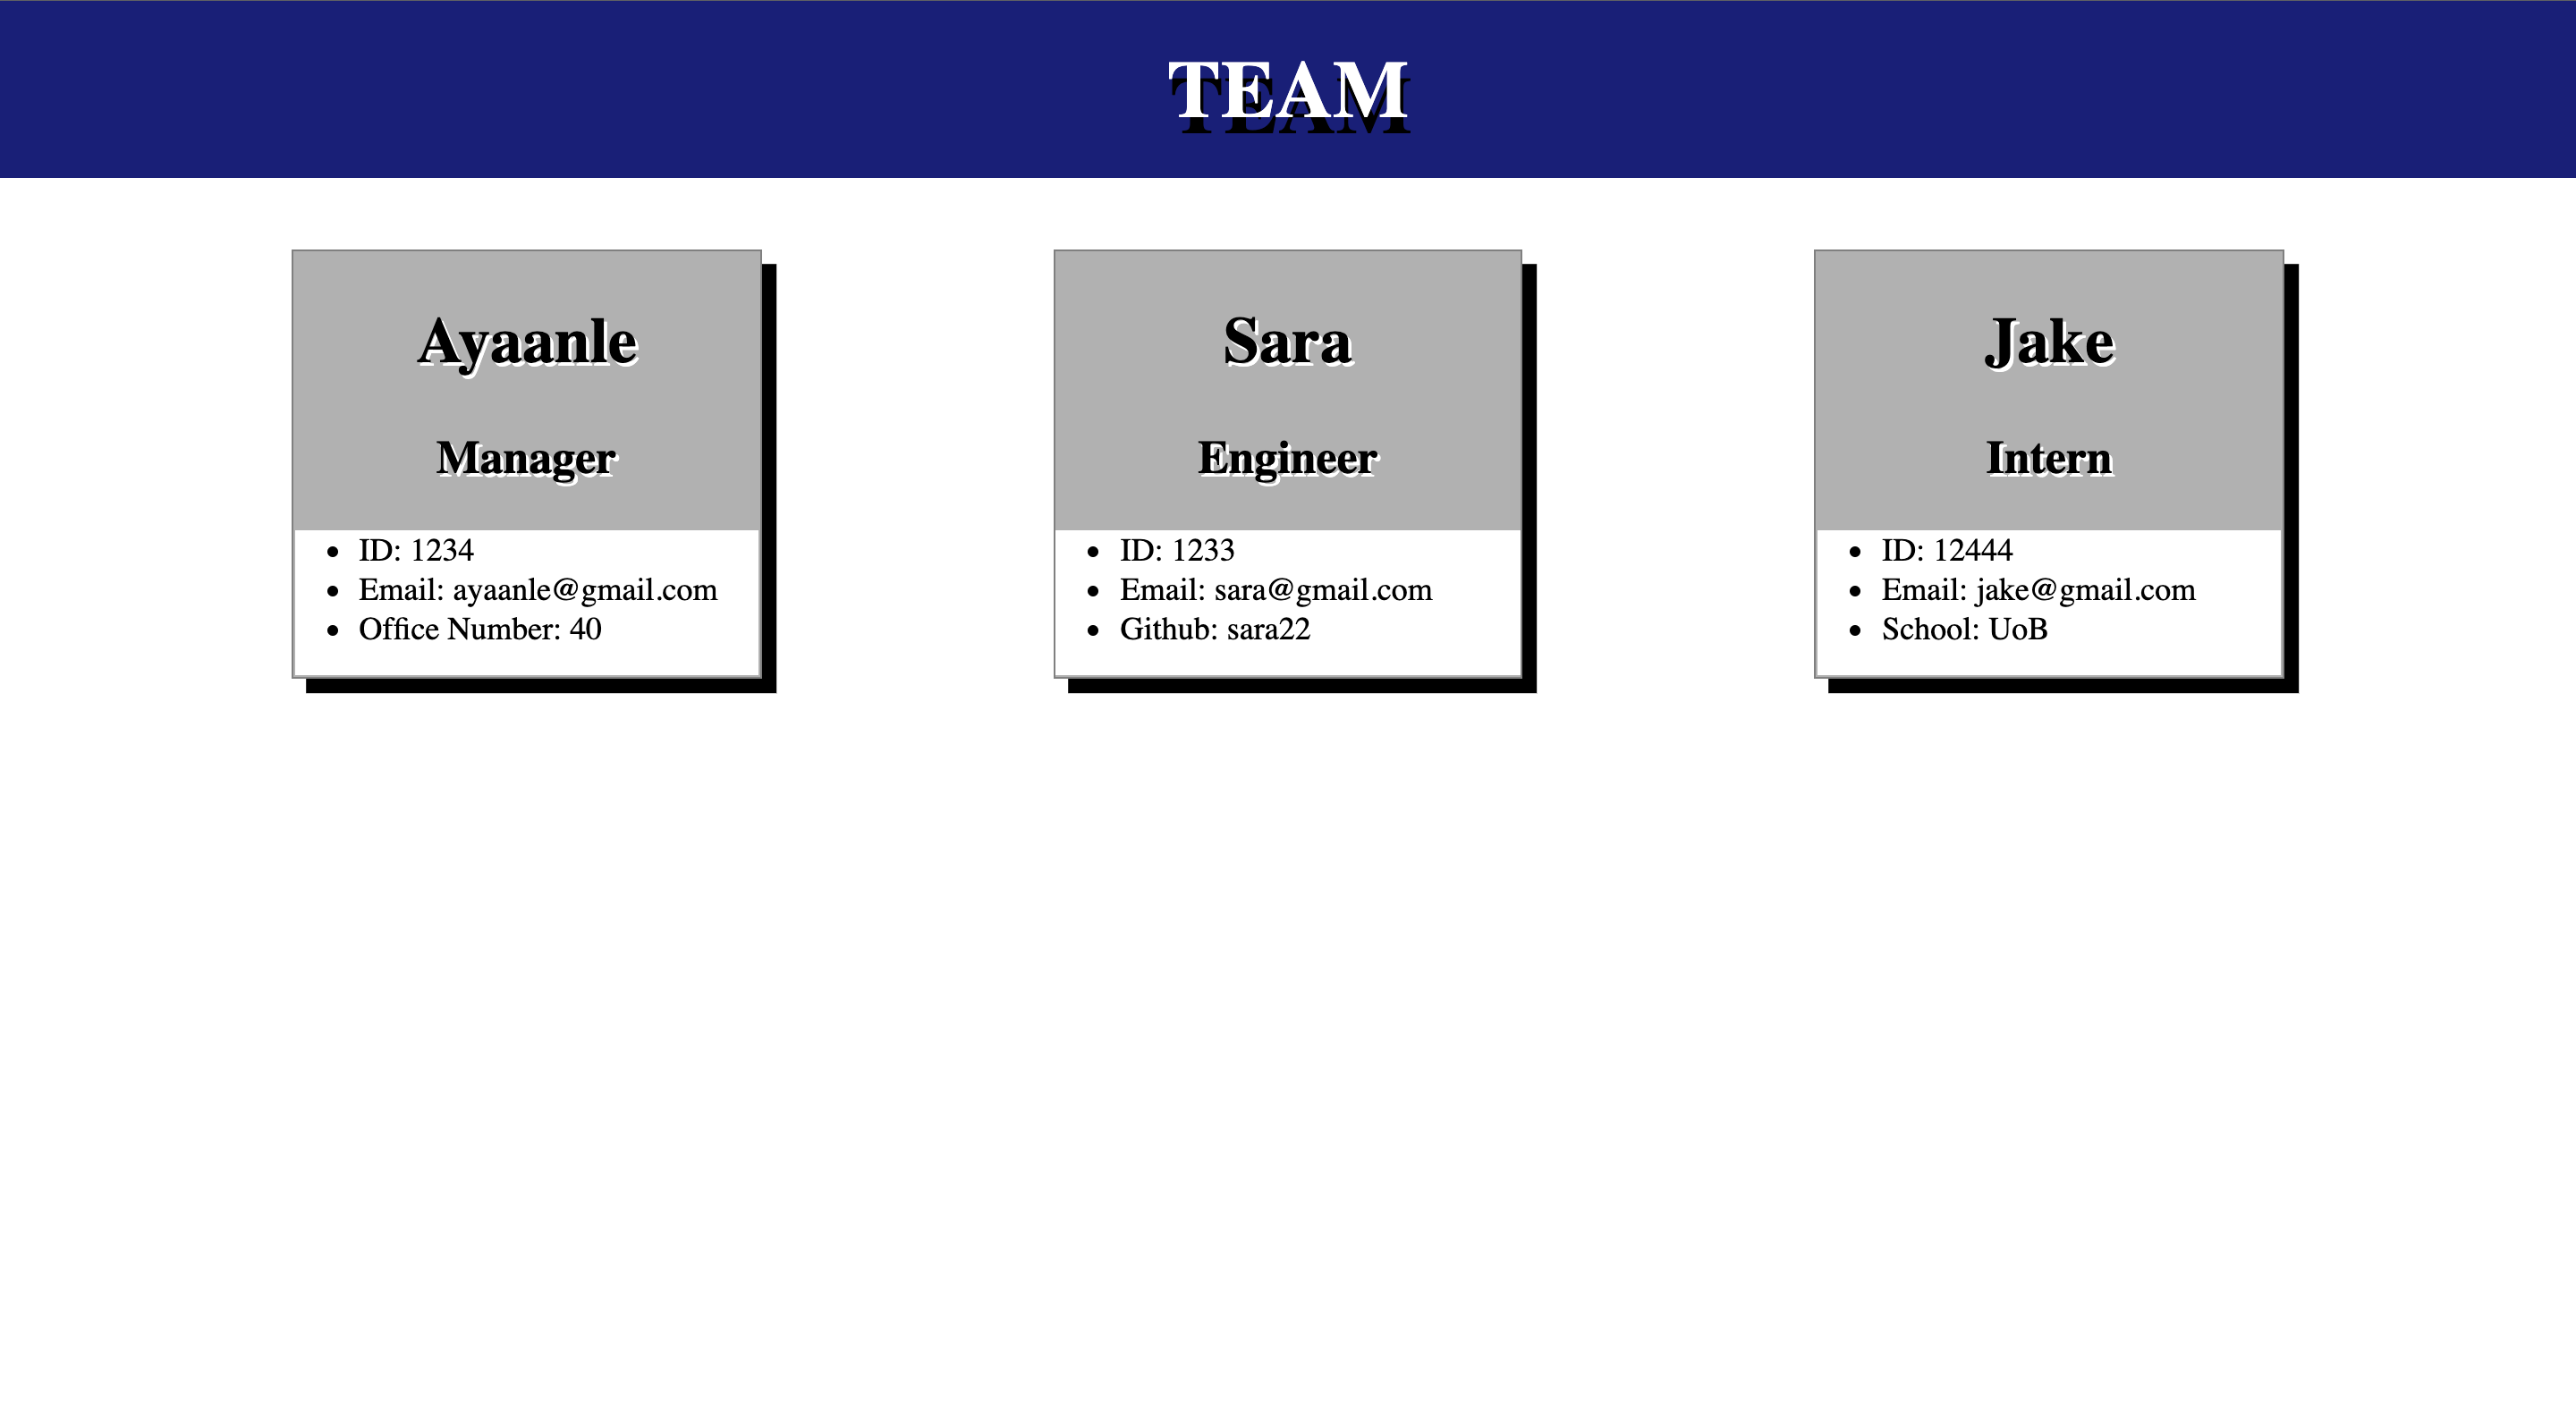 TEAM
Ayaanle
Manager
• ID: 1234
• Email: ayaanle@gmail.com
• Office Number: 40
Sara
Engineer
• ID: 1233
• Email: sara@gmail.com
• Github: sara22
Jake
Intern
• ID: 12444
• Email: jake@gmail.com
• School: UoB